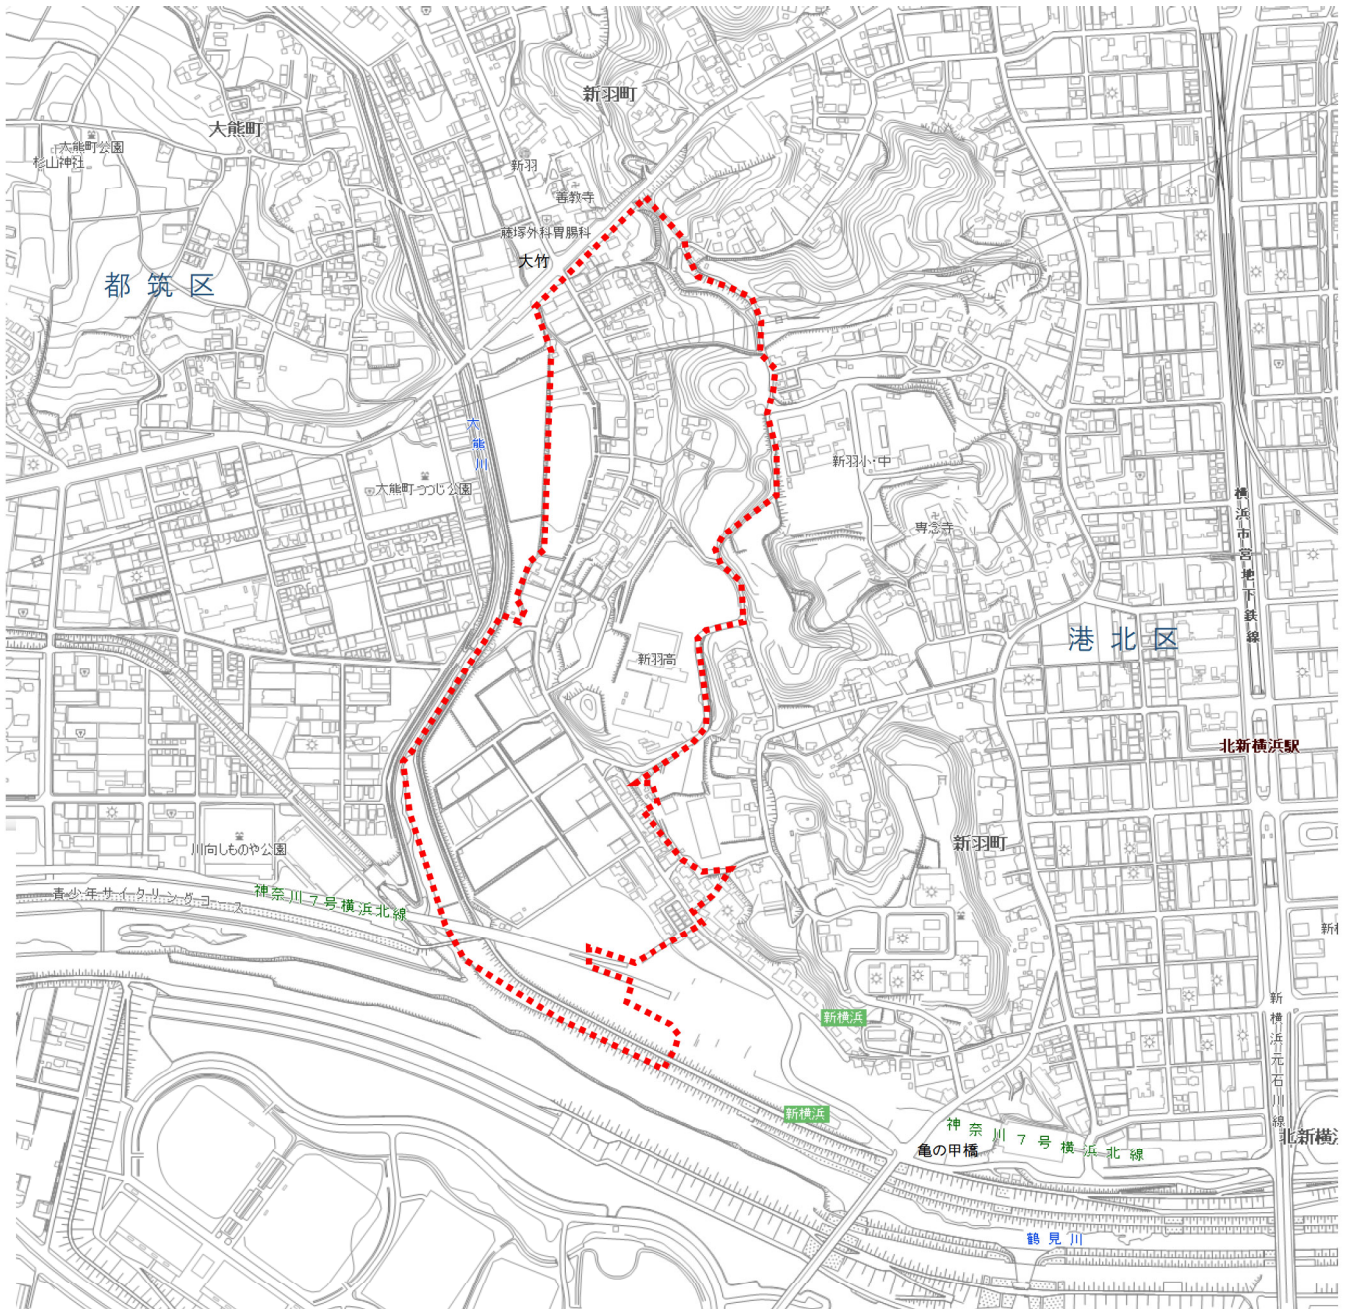 新羽町
大熊町
大熊町公園
杉山神社
新羽
善教寺
藤塚外科胃腸科
大竹
都筑区
大熊川
新羽小・中
大熊町つつじ公園
専念寺
横浜市営地下鉄線
港北区
新羽高
北新横浜駅
新羽町
川向しものや公園
青少年サイクリングコース
神奈川7号横浜北線
新横浜
新横浜元石川線
新横浜
神奈川7号横浜北線
亀の甲橋
北新横浜
鶴見川